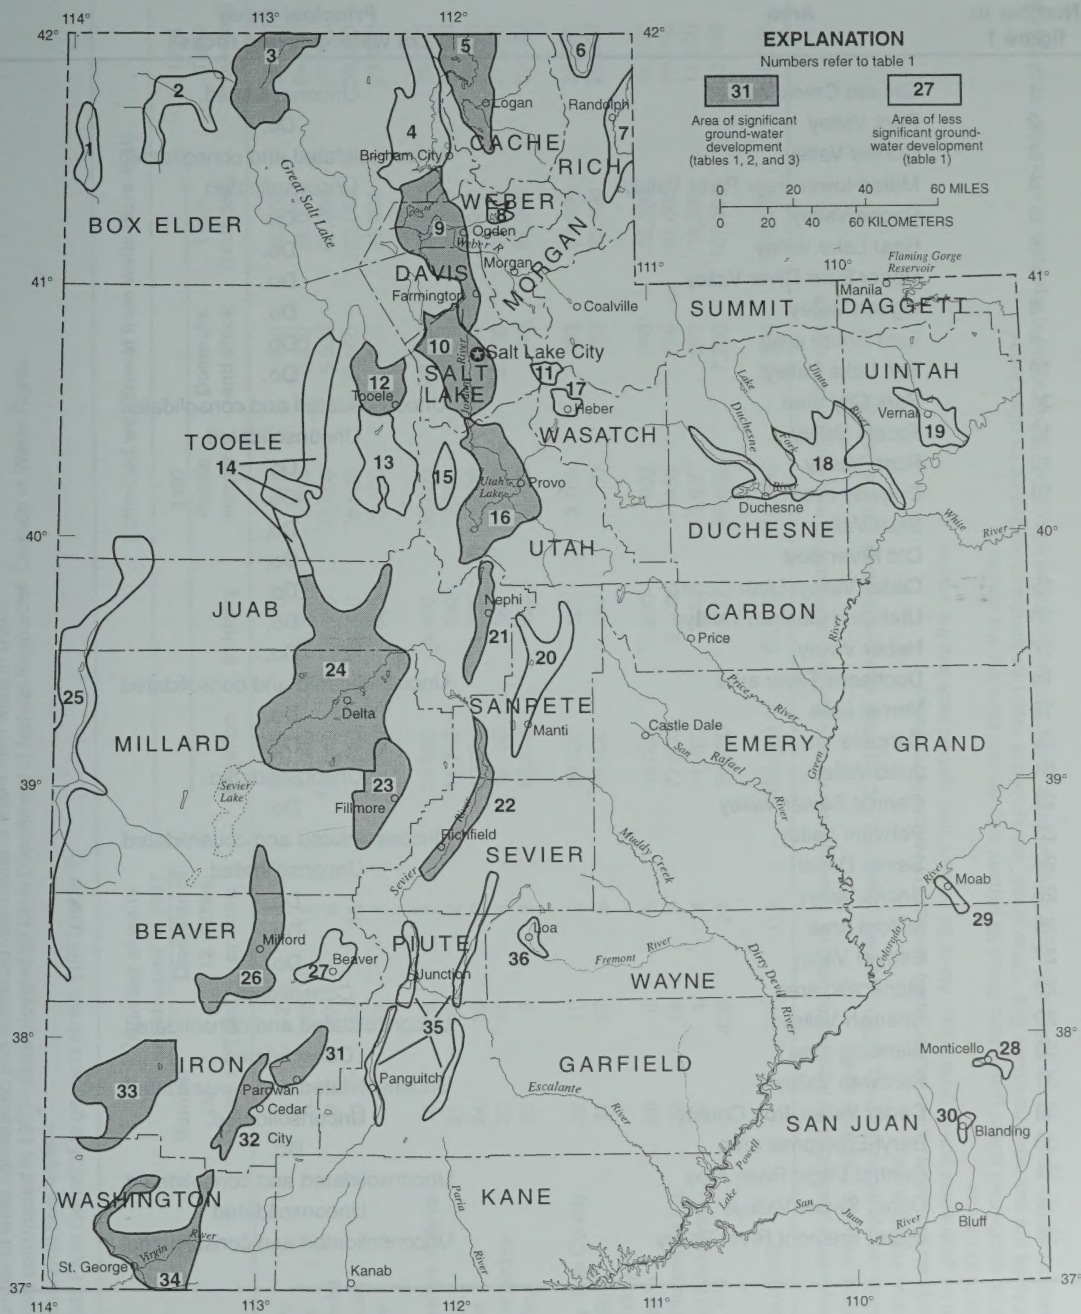 114°
113°
112°
42°
42°
EXPLANATION
Numbers refer to table 1
31
27
Area of significant
ground-water
development
(tables 1, 2, and 3)
Area of less
significant ground-
water development
(table 1)
0 20 40 60 MILES
0 20 40 60 KILOMETERS
1
2
3
4
5
6
7
Logan
Randolph
CACHE
RICH
Brigham City
Great Salt Lake
BOX ELDER
WEBER
8
9
Ogden
Weber R
Morgan
MORGAN
DAVIS
Farmington
Coalville
41°
111°
110°
41°
Flaming Gorge
Reservoir
Manila
SUMMIT
DAGGETT
10
Salt Lake City
SALT
LAKE
Jordan River
11
17
Heber
WASATCH
12
Tooele
13
TOOELE
14
15
Utah
Lake
Provo
16
UTAH
UINTAH
Vernal
19
Lake
Fork
Uinta
River
Duchesne
River
18
Duchesne
DUCHESNE
White
River
40°
40°
JUAB
Nephi
21
20
CARBON
Price
Price
River
24
Delta
25
MILLARD
SANPETE
Manti
Castle Dale
San
Rafael
River
EMERY
Green
River
GRAND
39°
39°
Sevier
Lake
23
Fillmore
22
River
Richfield
Sevier
SEVIER
Muddy Creek
River
Moab
29
Colorado
BEAVER
Milford
26
27
Beaver
PIUTE
Junction
Loa
36
Fremont
River
WAYNE
Dirty Devil
River
38°
38°
35
IRON
31
33
Parowan
Cedar
City
32
Panguitch
GARFIELD
Escalante
River
Monticello
28
SAN JUAN
30
Blanding
Lake
Powell
WASHINGTON
Virgin
River
St. George
34
KANE
Paria
River
Kanab
San
Juan
River
Bluff
37°
37°
114°
113°
112°
111°
110°